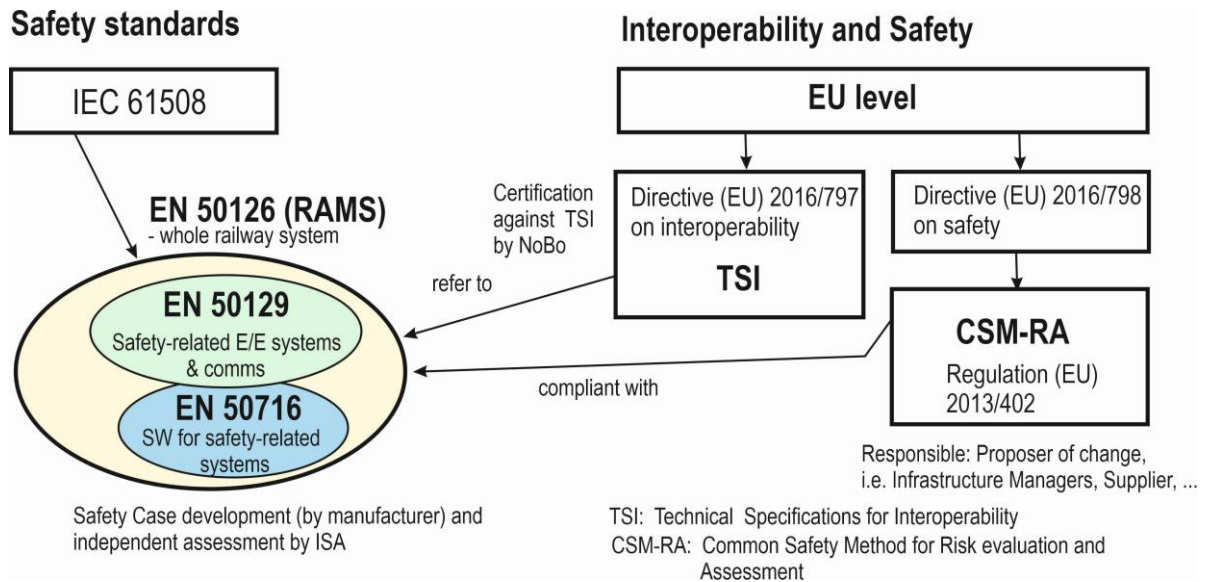 Safety standards
IEC 61508
EN 50126 (RAMS)
- whole railway system
EN 50129
Safety-related E/E systems
& comms
EN 50716
SW for safety-related
systems
Safety Case development (by manufacturer) and
independent assessment by ISA
Interoperability and Safety
EU level
Certification
against TSI
by NoBo
refer to
Directive (EU) 2016/797
on interoperability
TSI
Directive (EU) 2016/798
on safety
compliant with
CSM-RA
Regulation (EU)
2013/402
Responsible: Proposer of change,
i.e. Infrastructure Managers, Supplier, ...
TSI: Technical Specifications for Interoperability
CSM-RA: Common Safety Method for Risk evaluation and
Assessment